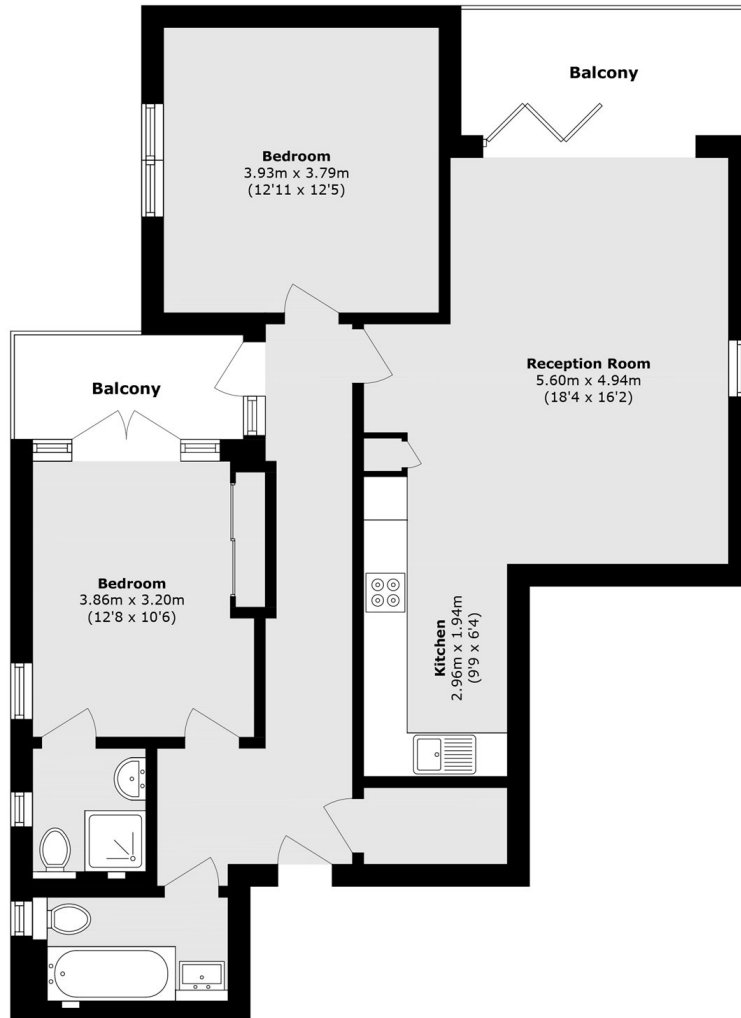 Balcony
Bedroom
3.93m x 3.79m
(12'11 x 12'5)
Reception Room
5.60m x 4.94m
(18'4 x 16'2)
Balcony
Bedroom
3.86m x 3.20m
(12'8 x 10'6)
Kitchen
2.96m x 1.94m
(9'9 x 6'4)